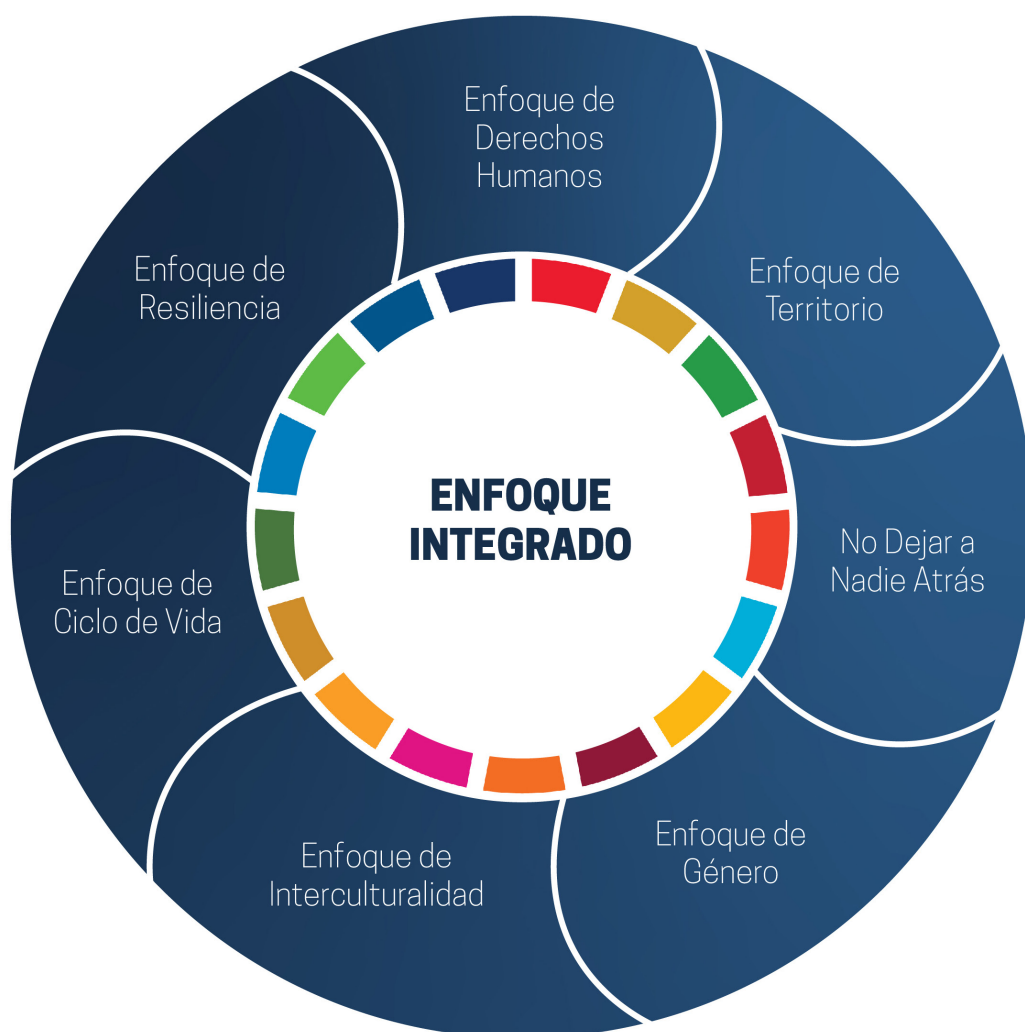 Enfoque de
Derechos
Humanos
Enfoque de
Territorio
No Dejar a
Nadie Atrás
Enfoque de
Género
Enfoque de
Interculturalidad
Enfoque de
Ciclo de Vida
Enfoque de
Resiliencia
ENFOQUE
INTEGRADO